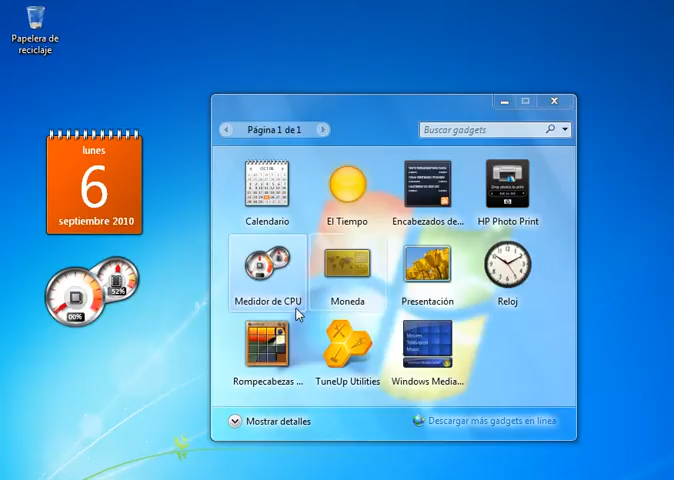 Papelera de
reciclaje
lunes
6
septiembre 2010
52%
00%
Página 1 de 1
Buscar gadgets
Calendario
El Tiempo
Encabezados de...
HP Photo Print
Medidor de CPU
Moneda
Presentación
Reloj
Rompecabezas ...
TuneUp Utilities
Windows Media...
Mostrar detalles
Descargar más gadgets en línea